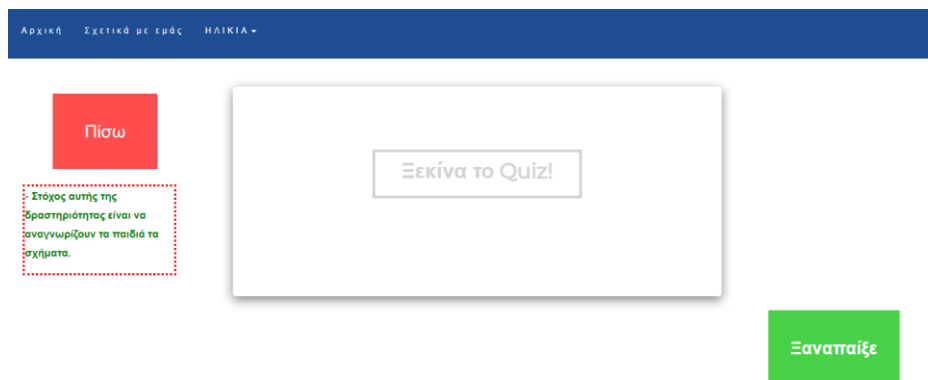 Αρχική Σχετικά με εμάς ΗΛΙΚΙΑ
Πίσω
Ξεκίνα το Quiz!
- Στόχος αυτής της
δραστηριότητας είναι να
αναγνωρίζουν τα παιδιά τα
σχήματα.
Ξαναπαίξε